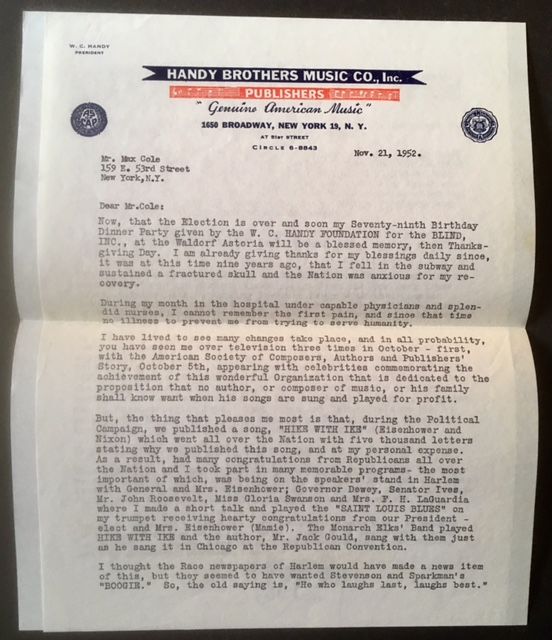 W. C. HANDY
PRESIDENT
HANDY BROTHERS MUSIC CO., Inc.
PUBLISHERS
"Genuine American Music"
1650 BROADWAY, NEW YORK 19, N. Y.
AT 51ST STREET
CIRCLE 6-8843
Nov. 21, 1952.
Mr. Max Cole
159 E. 53rd Street
New York,N.Y.
Dear Mr.Cole:
Now, that the Election is over and soon my Seventy-ninth Birthday
Dinner Party given by the W. C. HANDY FOUNDATION for the BLIND,
INC., at the Waldorf Astoria will be a blessed memory, then Thanks-
giving Day. I am already giving thanks for my blessings daily since,
it was at this time nine years ago, that I fell in the subway and
sustained a fractured skull and the Nation was anxious for my re-
covery.
During my month in the hospital under capable physicians and splen-
did nurses, I cannot remember the first pain, and since that time
no illness to prevent me from trying to serve humanity.
I have lived to see many changes take place, and in all probability,
you have seen me over television three times in October - first,
with the American Society of Composers, Authors and Publishers'
Story, October 5th, appearing with celebrities commemorating the
achievement of this wonderful Organization that is dedicated to the
proposition that no author, or composer of music, or his family
shall know want when his songs are sung and played for profit.
But, the thing that pleases me most is that, during the Political
Campaign, we published a song, "HIKE WITH IKE" (Eisenhower and
Nixon) which went all over the Nation with five thousand letters
stating why we published this song, and at my personal expense.
As a result, had many congratulations from Republicans all over
the Nation and I took part in many memorable programs- the most
important of which, was being on the speakers' stand in Harlem
with General and Mrs. Eisenhower; Governor Dewey, Senator Ives,
Mr. John Roosevelt, Miss Gloria Swanson and Mrs. F. H. LaGuardia
where I made a short talk and played the "SAINT LOUIS BLUES" on
my trumpet receiving hearty congratulations from our President -
elect and Mrs. Eisenhower (Mamie). The Monarch Elks' Band played
HIKE WITH IKE and the author, Mr. Jack Gould, sang with them just
as he sang it in Chicago at the Republican Convention.
I thought the Race newspapers of Harlem would have made a news item
of this, but they seemed to have wanted Stevenson and Sparkman's
"BOOGIE." So, the old saying is, "He who laughs last, laughs best."